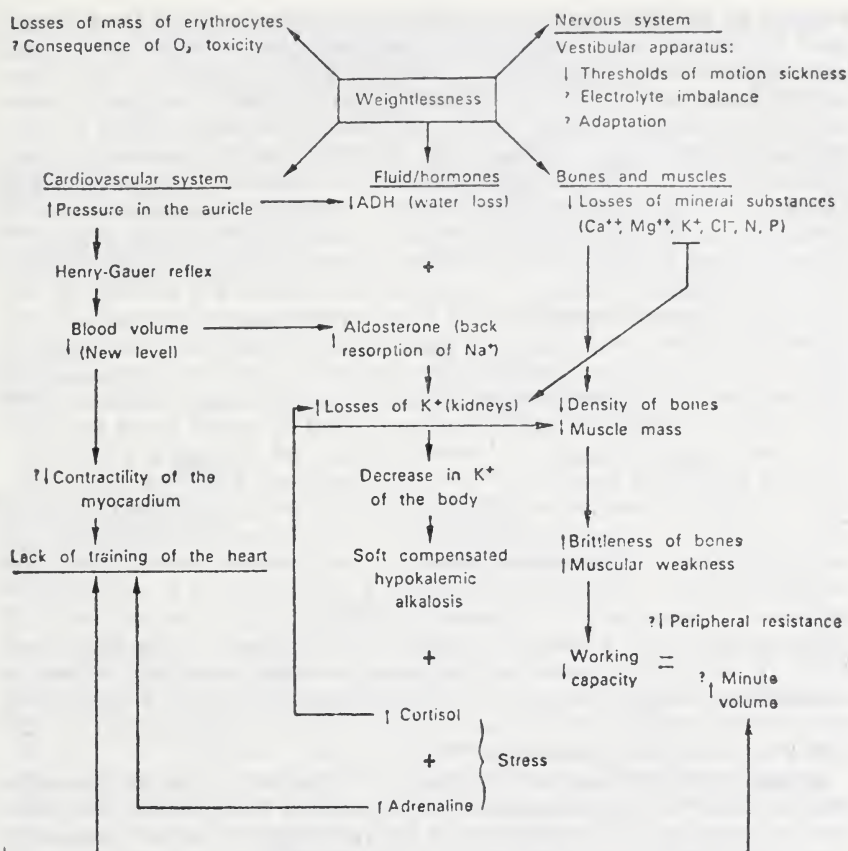 Losses of mass of erythrocytes
? Consequence of O₂ toxicity
Nervous system
Vestibular apparatus:
↓ Thresholds of motion sickness
? Electrolyte imbalance
? Adaptation
Weightlessness
Cardiovascular system
↑Pressure in the auricle
Henry-Gauer reflex
Blood volume
↓ (New level)
?↓Contractility of the
myocardium
Lack of training of the heart
Fluid/hormones
↓ADH (water loss)
+
Aldosterone (back
↑ resorption of Na⁺)
↑Losses of K⁺(kidneys)
Decrease in K⁺
of the body
Soft compensated
hypokalemic
alkalosis
+
↑ Cortisol
+
↑Adrenaline
Stress
Bones and muscles
↓ Losses of mineral substances
(Ca⁺⁺, Mg⁺⁺, K⁺, Cl⁻, N, P)
↓Density of bones
↓Muscle mass
↑Brittleness of bones
↑Muscular weakness
?↓ Peripheral resistance
↓Working =
capacity
? ↑ Minute
volume